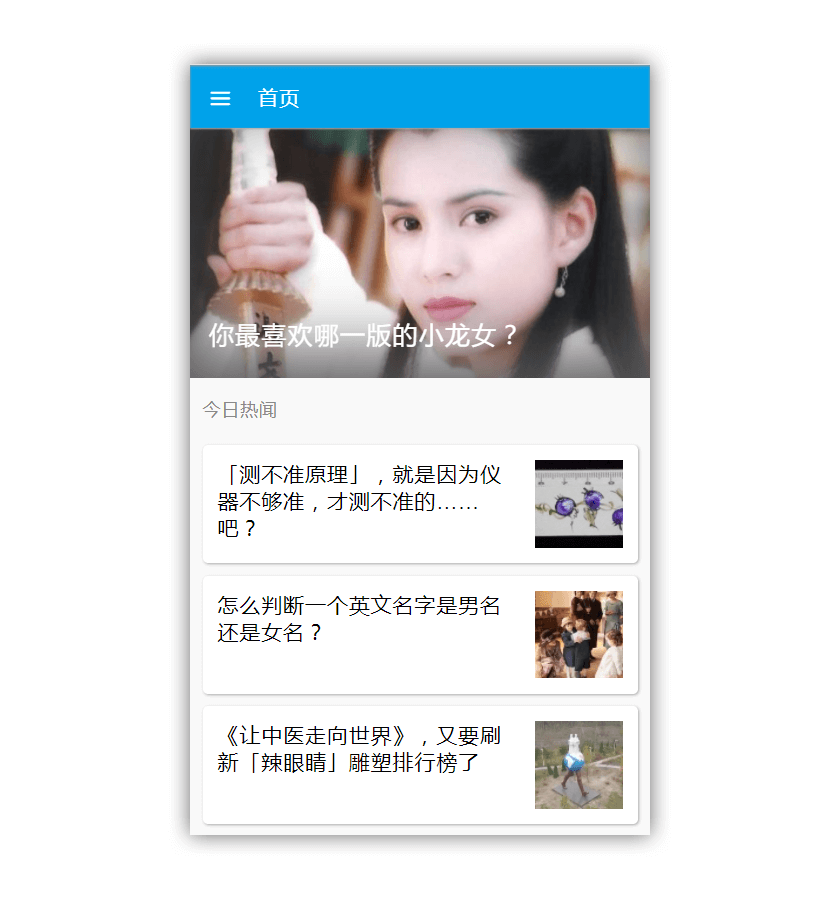 首页
你最喜欢哪一版的小龙女？
今日热闻
「测不准原理」，就是因为仪
器不够准，才测不准的……
吧？
怎么判断一个英文名字是男名
还是女名？
《让中医走向世界》，又要刷
新「辣眼睛」雕塑排行榜了